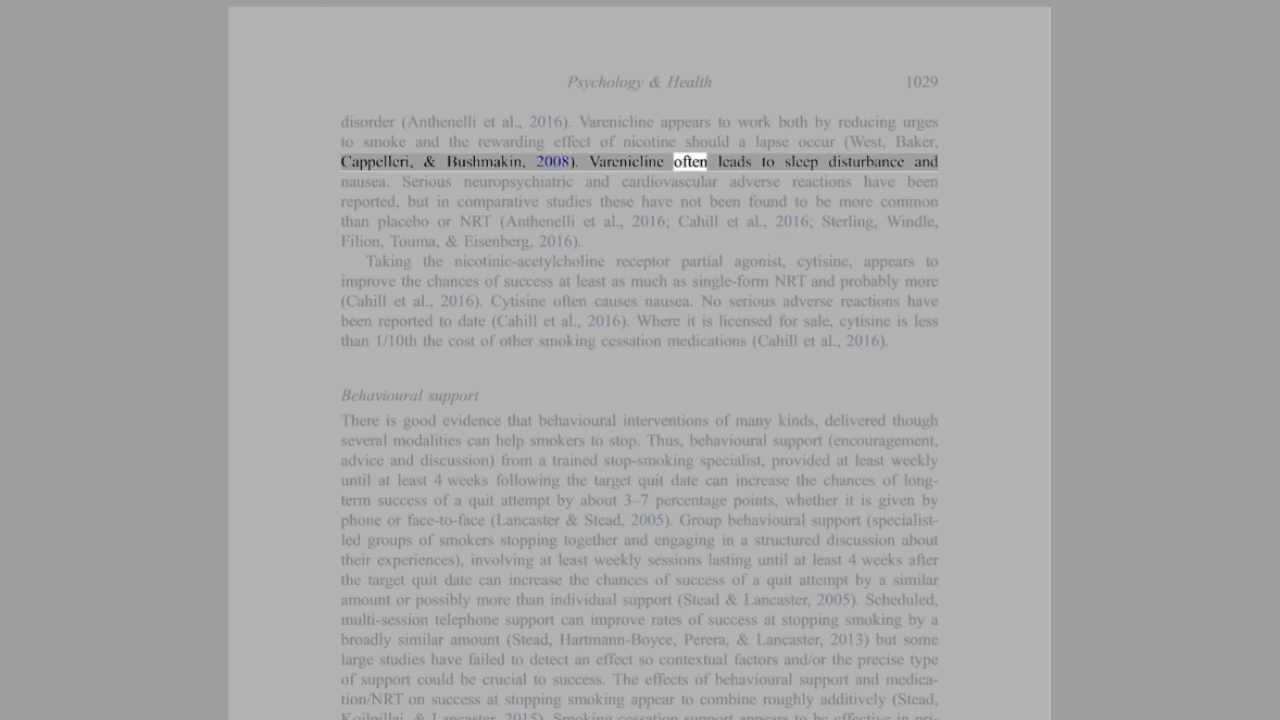 Psychology & Health 1029
disorder (Anthenelli et al., 2016). Varenicline appears to work both by reducing urges
to smoke and the rewarding effect of nicotine should a lapse occur (West, Baker,
Cappelleri, & Bushmakin, 2008). Varenicline often leads to sleep disturbance and
nausea. Serious neuropsychiatric and cardiovascular adverse reactions have been
reported, but in comparative studies these have not been found to be more common
than placebo or NRT (Anthenelli et al., 2016; Cahill et al., 2016; Sterling, Windle,
Filion, Touma, & Eisenberg, 2016).
Taking the nicotinic-acetylcholine receptor partial agonist, cytisine, appears to
improve the chances of success at least as much as single-form NRT and probably more
(Cahill et al., 2016). Cytisine often causes nausea. No serious adverse reactions have
been reported to date (Cahill et al., 2016). Where it is licensed for sale, cytisine is less
than 1/10th the cost of other smoking cessation medications (Cahill et al., 2016).
Behavioural support
There is good evidence that behavioural interventions of many kinds, delivered though
several modalities can help smokers to stop. Thus, behavioural support (encouragement,
advice and discussion) from a trained stop-smoking specialist, provided at least weekly
until at least 4 weeks following the target quit date can increase the chances of long-
term success of a quit attempt by about 3–7 percentage points, whether it is given by
phone or face-to-face (Lancaster & Stead, 2005). Group behavioural support (specialist-
led groups of smokers stopping together and engaging in a structured discussion about
their experiences), involving at least weekly sessions lasting until at least 4 weeks after
the target quit date can increase the chances of success of a quit attempt by a similar
amount or possibly more than individual support (Stead & Lancaster, 2005). Scheduled,
multi-session telephone support can improve rates of success at stopping smoking by a
broadly similar amount (Stead, Hartmann-Boyce, Perera, & Lancaster, 2013) but some
large studies have failed to detect an effect so contextual factors and/or the precise type
of support could be crucial to success. The effects of behavioural support and medica-
tion/NRT on success at stopping smoking appear to combine roughly additively (Stead,
Koilpillai, & Lancaster, 2015). Smoking cessation support appears to be effective in pri-